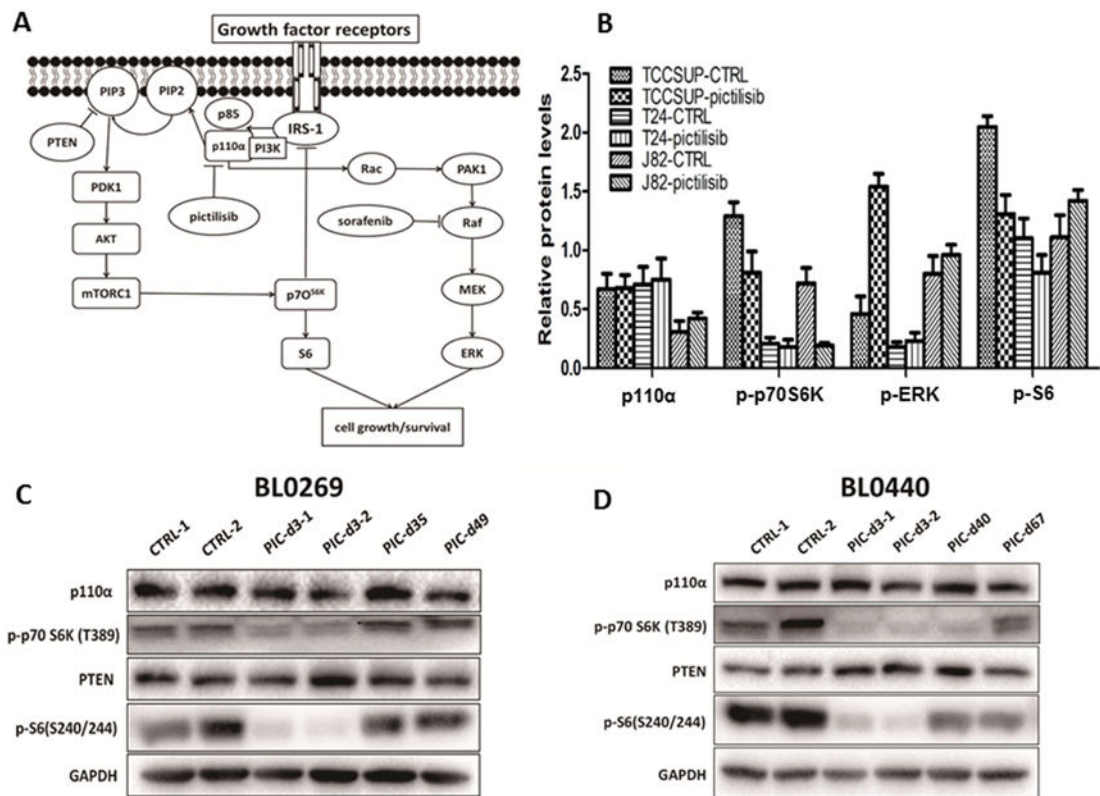 A
Growth factor receptors
PIP3
PIP2
p85
IRS-1
PTEN
p110α
PI3K
Rac
PAK1
PDK1
pictilisib
sorafenib
Raf
AKT
mTORC1
p70S6K
MEK
S6
ERK
cell growth/survival
B
Relative protein levels
2.5
2.0
1.5
1.0
0.5
0.0
TCCSUP-CTRL
TCCSUP-pictilisib
T24-CTRL
T24-pictilisib
J82-CTRL
J82-pictilisib
p110α p-p70S6K p-ERK p-S6
C
BL0269
CTRL-1 CTRL-2 PIC-d3-1 PIC-d3-2 PIC-d35 PIC-d49
p110α
p-p70 S6K (T389)
PTEN
p-S6(S240/244)
GAPDH
D
BL0440
CTRL-1 CTRL-2 PIC-d3-1 PIC-d3-2 PIC-d40 PIC-d67
p110α
p-p70 S6K (T389)
PTEN
p-S6(S240/244)
GAPDH